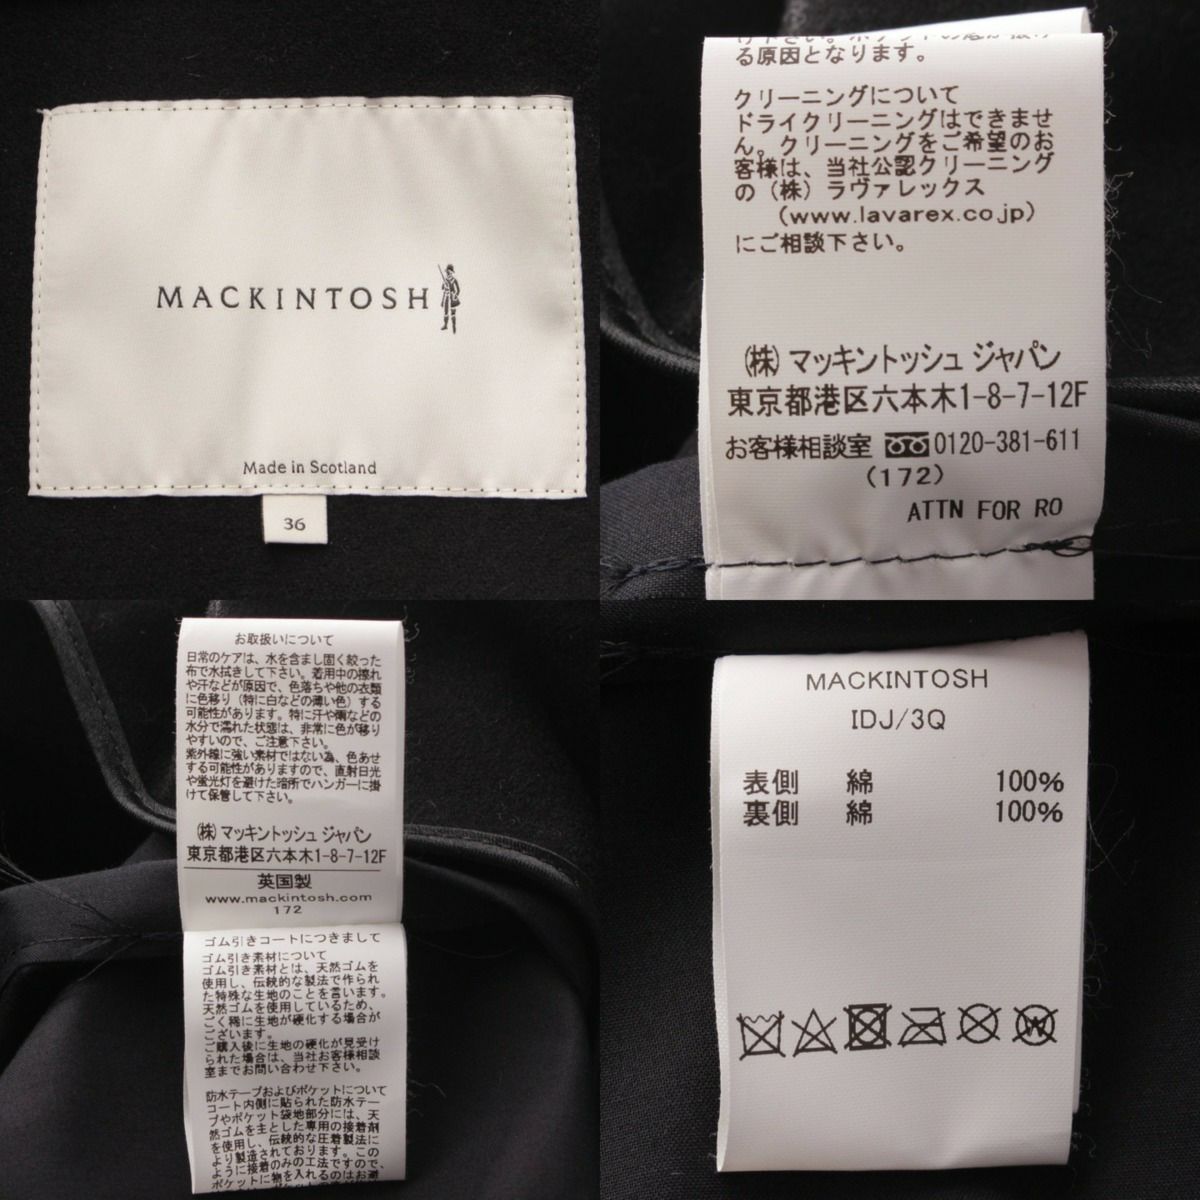 MACKINTOSH
Made in Scotland
36
る原因となります。
クリーニングについて
ドライクリーニングはできませ
ん。クリーニングをご希望のお
客様は、当社公認クリーニング
の（株）ラヴァレックス
（www.lavarex.co.jp）
にご相談下さい。
(株)マッキントッシュ ジャパン
東京都港区六本木1-8-7-12F
お客様相談室 0120-381-611
(172)
ATTN FOR RO
お取扱いについて
日常のケアは、水を含まし固く絞った
布で水拭きして下さい。着用中の擦れ
や汗などが原因で、色落ちや他の衣類
に色移り（特に白などの薄い色）する
可能性があります。特に汗や雨などの
水分で濡れた状態は、非常に色が移り
やすいので、ご注意下さい。
紫外線に強い素材ではない為、色あせ
する可能性がありますので、直射日光
や蛍光灯を避けた暗所でハンガーに掛
けて保管して下さい。
(株)マッキントッシュ ジャパン
東京都港区六本木1-8-7-12F
英国製
www.mackintosh.com
172
ゴム引きコートにつきまして
ゴム引き素材について
ゴム引き素材とは、天然ゴムを
使用し、伝統的な製法で作られ
た特殊な生地のことを言います。
天然ゴムを使用しているため、
ごく稀に生地が硬化する場合が
ございます。
ご購入後に生地の硬化が見受け
られた場合は、当社お客様相談
室までお問い合わせ下さい。
防水テープおよびポケットについて
コート内側に貼られた防水テー
プやポケット袋地部分には、天
然ゴムを主とした専用の接着剤
を使用し、伝統的な圧着製法に
より製造されております。この
ように接着のみの工法ですので、
ポケットに物を入れるのはお避
MACKINTOSH
IDJ/3Q
表側 綿 100%
裏側 綿 100%
W